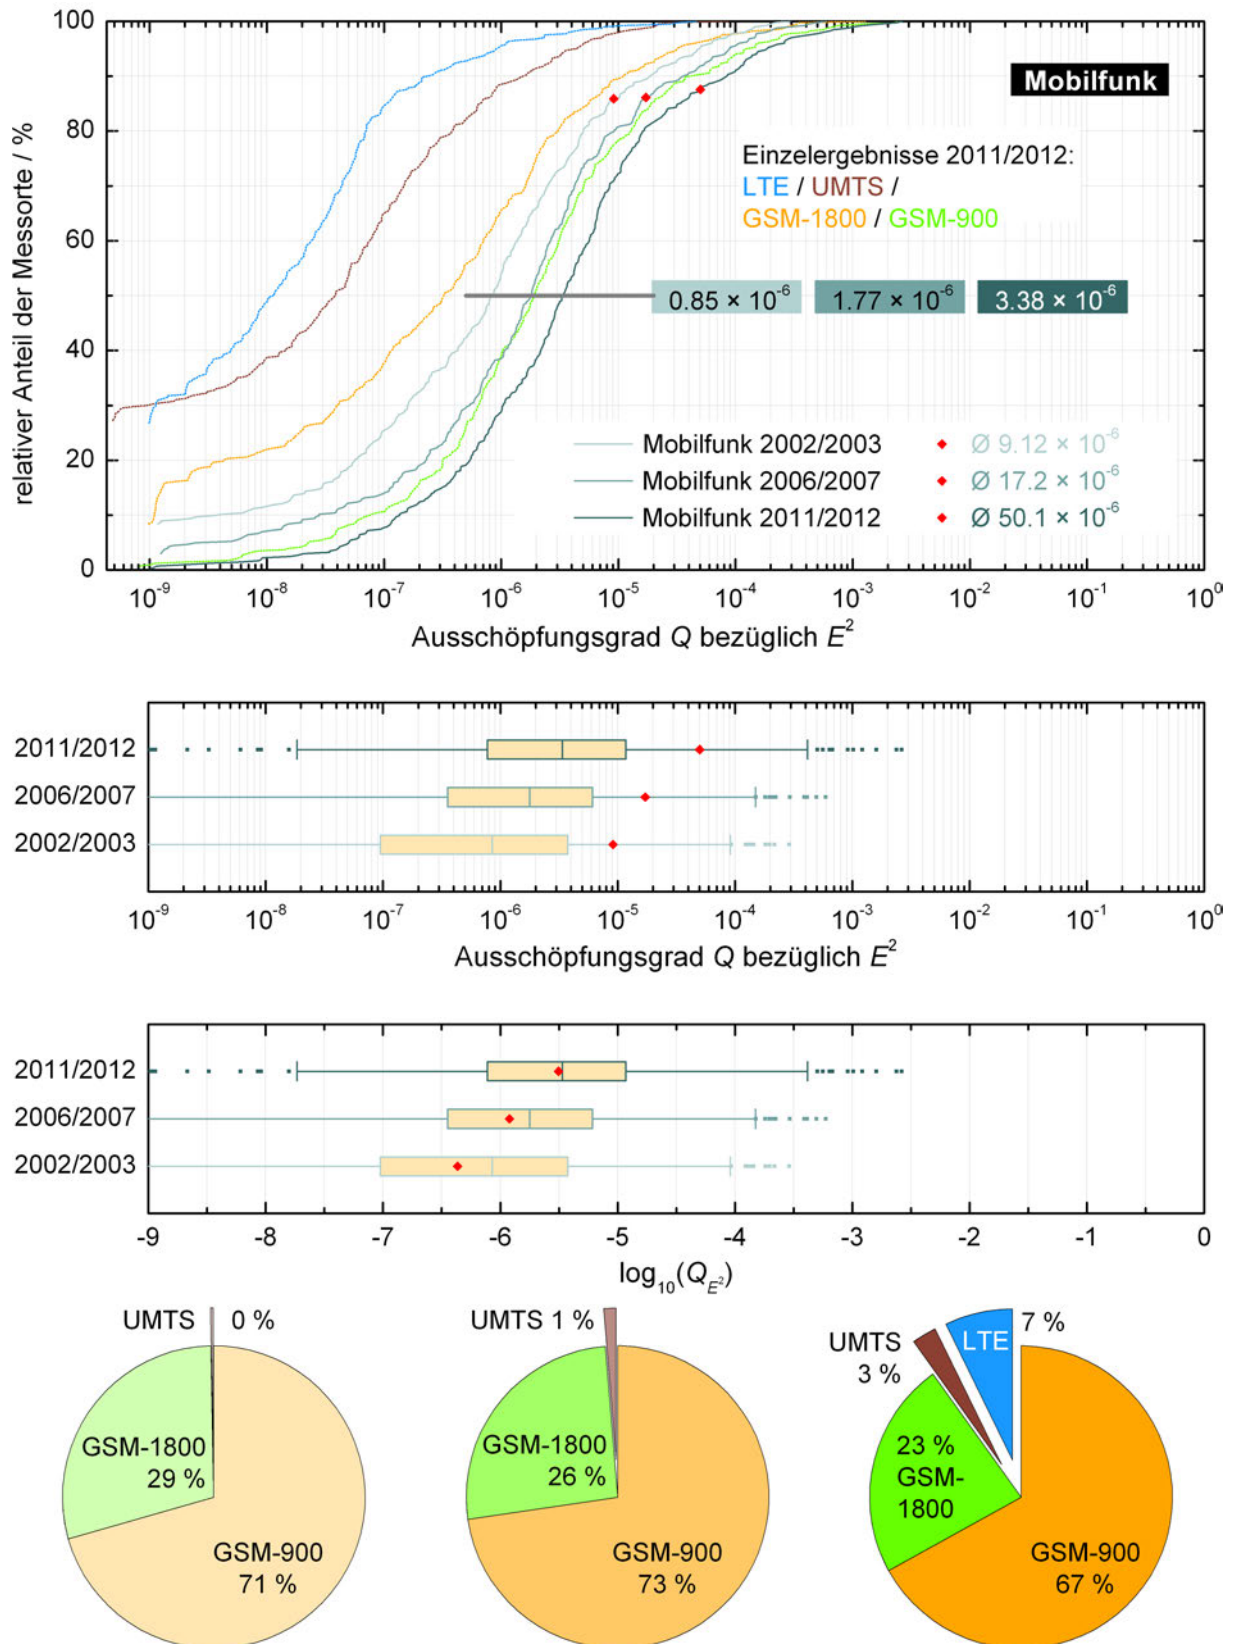 100
80
60
40
20
0
relativer Anteil der Messorte / %
Mobilfunk
Einzelergebnisse 2011/2012:
LTE / UMTS /
GSM-1800 / GSM-900
0.85 × 10⁻⁶ 1.77 × 10⁻⁶ 3.38 × 10⁻⁶
Mobilfunk 2002/2003 Ø 9.12 × 10⁻⁶
Mobilfunk 2006/2007 Ø 17.2 × 10⁻⁶
Mobilfunk 2011/2012 Ø 50.1 × 10⁻⁶
10⁻⁹ 10⁻⁸ 10⁻⁷ 10⁻⁶ 10⁻⁵ 10⁻⁴ 10⁻³ 10⁻² 10⁻¹ 10⁰
Ausschöpfungsgrad Q bezüglich E²
2011/2012
2006/2007
2002/2003
10⁻⁹ 10⁻⁸ 10⁻⁷ 10⁻⁶ 10⁻⁵ 10⁻⁴ 10⁻³ 10⁻² 10⁻¹ 10⁰
Ausschöpfungsgrad Q bezüglich E²
2011/2012
2006/2007
2002/2003
-9 -8 -7 -6 -5 -4 -3 -2 -1 0
log₁₀(Q_E²)
UMTS 0 %
GSM-1800
29 %
GSM-900
71 %
UMTS 1 %
GSM-1800
26 %
GSM-900
73 %
UMTS
3 %
LTE 7 %
23 %
GSM-
1800
GSM-900
67 %